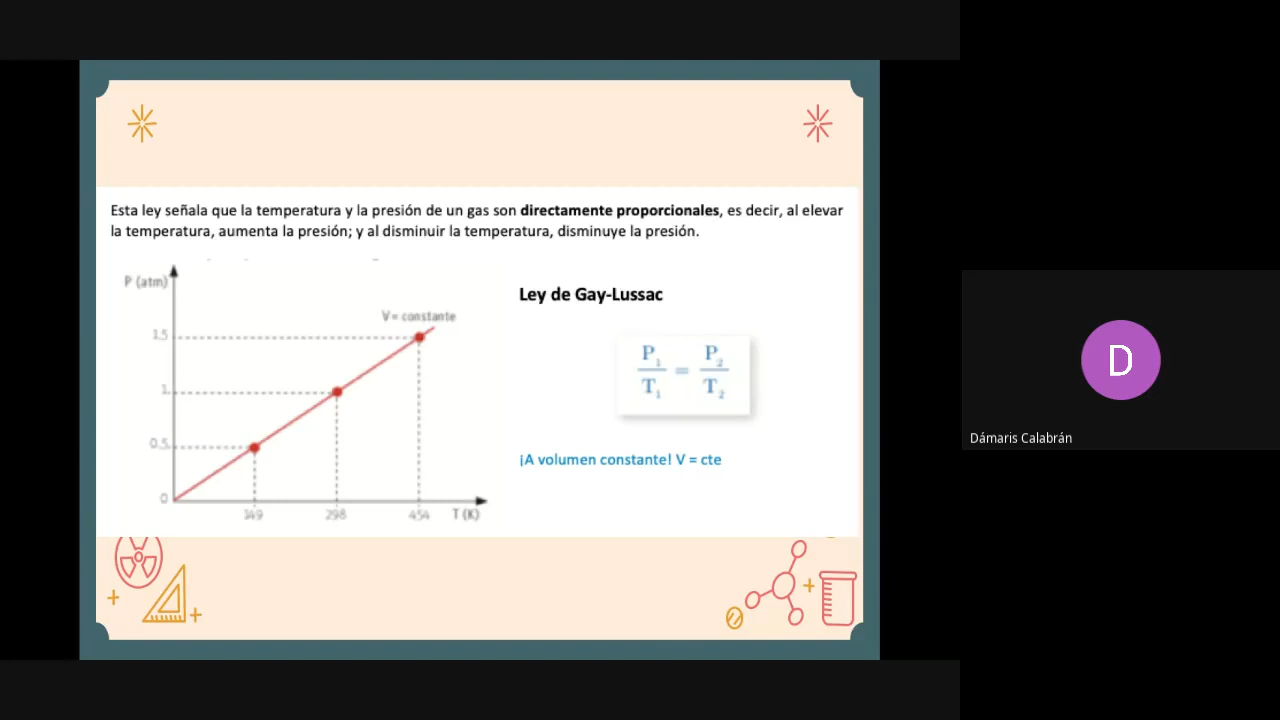 Esta ley señala que la temperatura y la presión de un gas son directamente proporcionales, es decir, al elevar
la temperatura, aumenta la presión; y al disminuir la temperatura, disminuye la presión.
P (atm)
V= constante
1,5
1
0,5
0
149
298
454
T (K)
Ley de Gay-Lussac
P₁ / T₁ = P₂ / T₂
¡A volumen constante! V = cte
D
Dámaris Calabrán